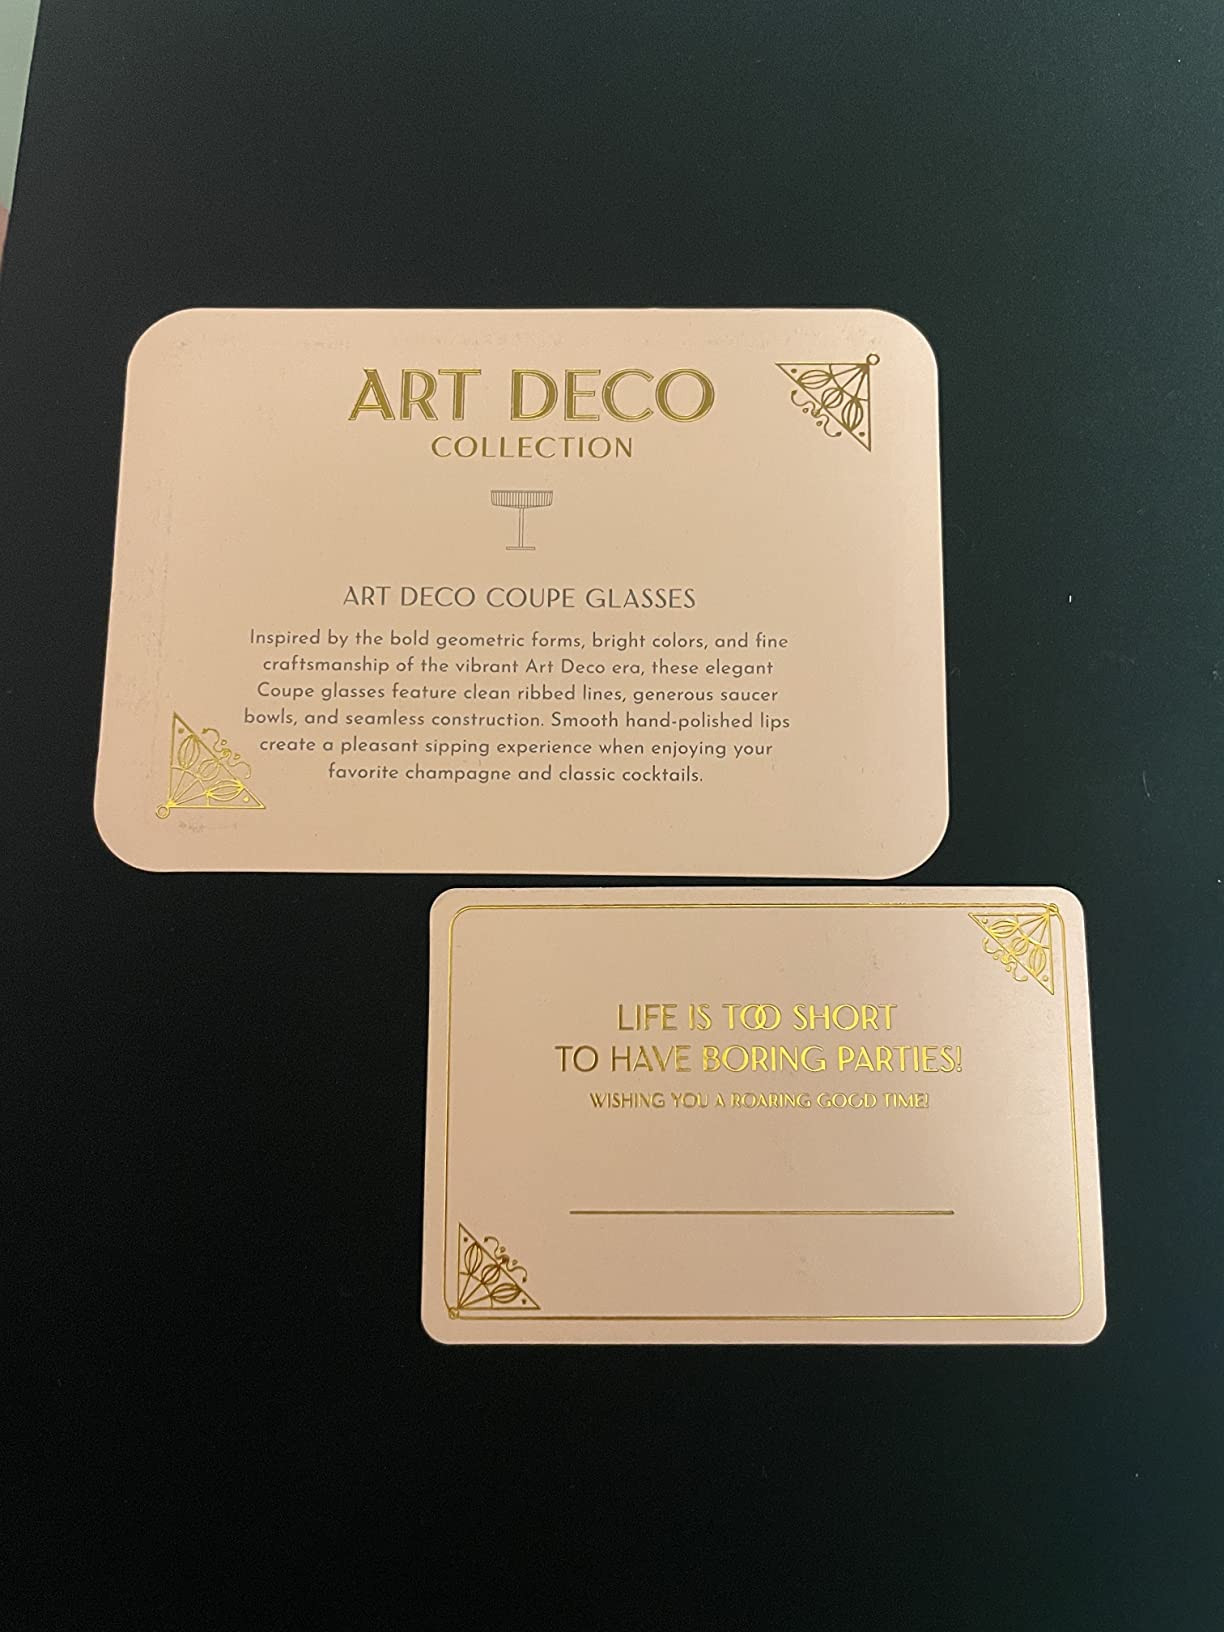 ART DECO
COLLECTION
ART DECO COUPE GLASSES
Inspired by the bold geometric forms, bright colors, and fine
craftsmanship of the vibrant Art Deco era, these elegant
Coupe glasses feature clean ribbed lines, generous saucer
bowls, and seamless construction. Smooth hand-polished lips
create a pleasant sipping experience when enjoying your
favorite champagne and classic cocktails.
LIFE IS TOO SHORT
TO HAVE BORING PARTIES!
WISHING YOU A ROARING GOOD TIME!